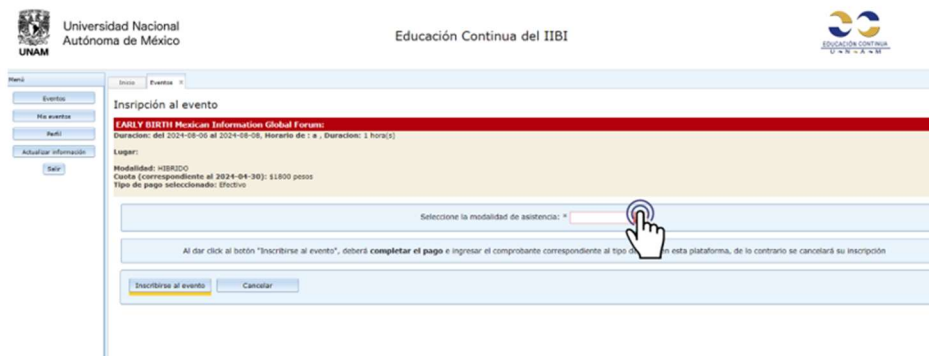 UNAM
Universidad Nacional
Autónoma de México
Educación Continua del IIBI
EDUCACIÓN CONTINUA
U•N•A•M
Menú
Eventos
Mis eventos
Perfil
Actualizar información
Salir
Inicio
Eventos
Insripción al evento
EARLY BIRTH Mexican Information Global Forum:
Duracion: del 2024-08-06 al 2024-08-08, Horario de : a , Duracion: 1 hora(s)
Lugar:
Modalidad: HIBRIDO
Cuota (correspondiente al 2024-04-30): $1800 pesos
Tipo de pago seleccionado: Efectivo
Seleccione la modalidad de asistencia: *
Al dar click al botón "Inscribirse al evento", deberá completar el pago e ingresar el comprobante correspondiente al tipo en esta plataforma, de lo contrario se cancelará su inscripción
Inscribirse al evento
Cancelar